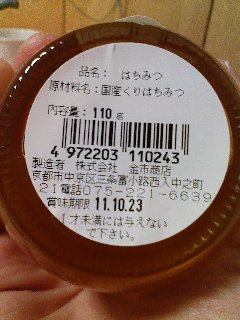 品名： はちみつ
原材料名：国産くりはちみつ
内容量：110g
4 972203 110243
製造者 株式会社 金市商店
京都市中京区三条富小路西入中之町
21電話075-221-6639
賞味期限 11.10.23
1才未満には与えない
で下さい。